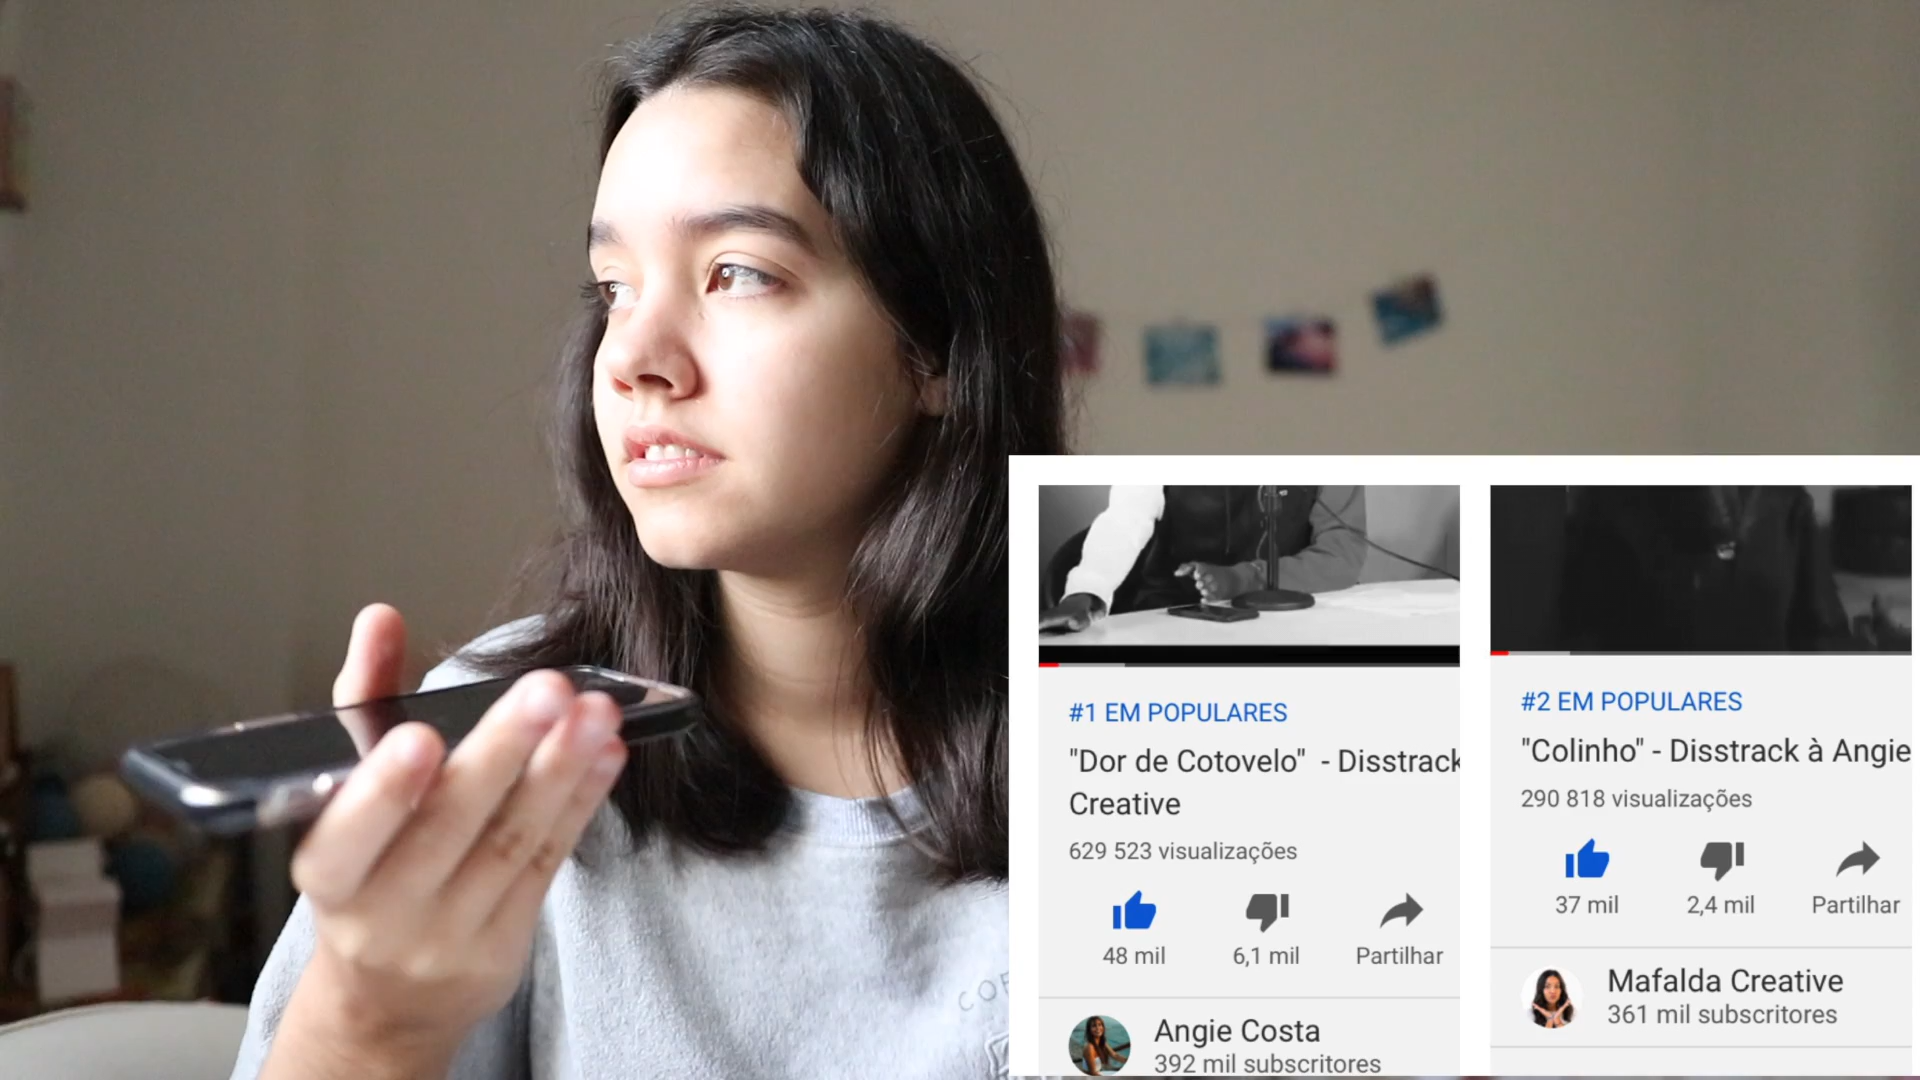 #1 EM POPULARES
"Dor de Cotovelo" - Disstrack
Creative
629 523 visualizações
48 mil
6,1 mil
Partilhar
Angie Costa
392 mil subscritores
#2 EM POPULARES
"Colinho" - Disstrack à Angie
290 818 visualizações
37 mil
2,4 mil
Partilhar
Mafalda Creative
361 mil subscritores